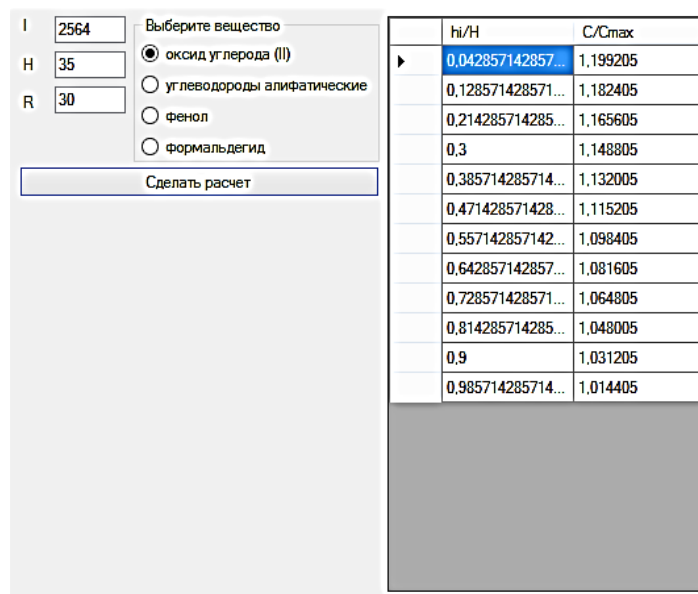 I 2564
H 35
R 30
Выберите вещество
оксид углерода (II)
углеводороды алифатические
фенол
формальдегид
Сделать расчет
hi/H C/Cmax
0,042857142857... 1,199205
0,128571428571... 1,182405
0,214285714285... 1,165605
0,3 1,148805
0,385714285714... 1,132005
0,471428571428... 1,115205
0,557142857142... 1,098405
0,642857142857... 1,081605
0,728571428571... 1,064805
0,814285714285... 1,048005
0,9 1,031205
0,985714285714... 1,014405